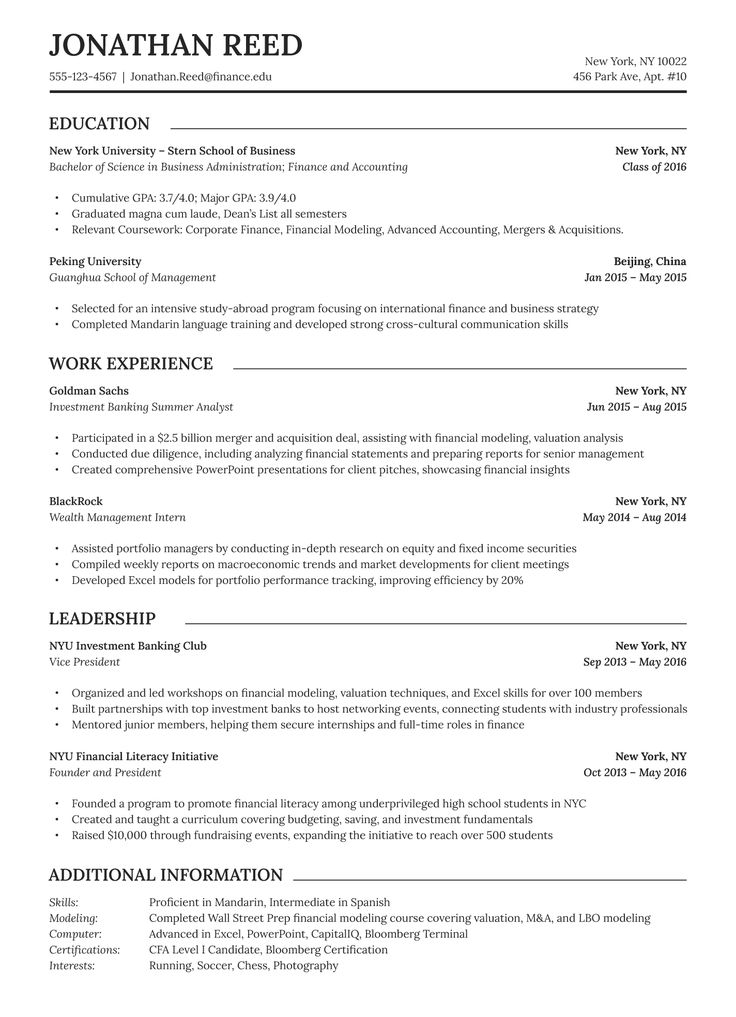 JONATHAN REED
New York, NY 10022
555-123-4567 | Jonathan.Reed@finance.edu
456 Park Ave, Apt. #10
EDUCATION
New York University – Stern School of Business
New York, NY
Bachelor of Science in Business Administration; Finance and Accounting
Class of 2016
• Cumulative GPA: 3.7/4.0; Major GPA: 3.9/4.0
• Graduated magna cum laude, Dean’s List all semesters
• Relevant Coursework: Corporate Finance, Financial Modeling, Advanced Accounting, Mergers & Acquisitions.
Peking University
Beijing, China
Guanghua School of Management
Jan 2015 – May 2015
• Selected for an intensive study-abroad program focusing on international finance and business strategy
• Completed Mandarin language training and developed strong cross-cultural communication skills
WORK EXPERIENCE
Goldman Sachs
New York, NY
Investment Banking Summer Analyst
Jun 2015 – Aug 2015
• Participated in a $2.5 billion merger and acquisition deal, assisting with financial modeling, valuation analysis
• Conducted due diligence, including analyzing financial statements and preparing reports for senior management
• Created comprehensive PowerPoint presentations for client pitches, showcasing financial insights
BlackRock
New York, NY
Wealth Management Intern
May 2014 – Aug 2014
• Assisted portfolio managers by conducting in-depth research on equity and fixed income securities
• Compiled weekly reports on macroeconomic trends and market developments for client meetings
• Developed Excel models for portfolio performance tracking, improving efficiency by 20%
LEADERSHIP
NYU Investment Banking Club
New York, NY
Vice President
Sep 2013 – May 2016
• Organized and led workshops on financial modeling, valuation techniques, and Excel skills for over 100 members
• Built partnerships with top investment banks to host networking events, connecting students with industry professionals
• Mentored junior members, helping them secure internships and full-time roles in finance
NYU Financial Literacy Initiative
New York, NY
Founder and President
Oct 2013 – May 2016
• Founded a program to promote financial literacy among underprivileged high school students in NYC
• Created and taught a curriculum covering budgeting, saving, and investment fundamentals
• Raised $10,000 through fundraising events, expanding the initiative to reach over 500 students
ADDITIONAL INFORMATION
Skills: Proficient in Mandarin, Intermediate in Spanish
Modeling: Completed Wall Street Prep financial modeling course covering valuation, M&A, and LBO modeling
Computer: Advanced in Excel, PowerPoint, CapitalIQ, Bloomberg Terminal
Certifications: CFA Level I Candidate, Bloomberg Certification
Interests: Running, Soccer, Chess, Photography